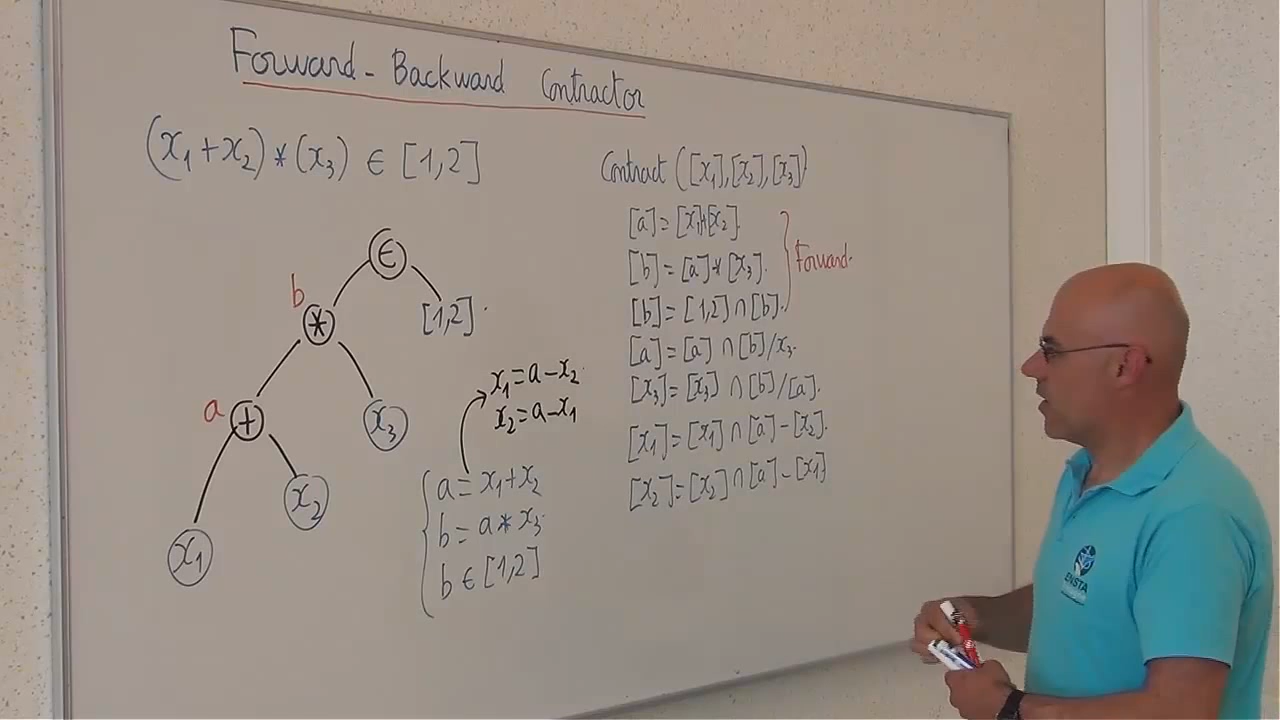 Forward - Backward Contractor
(x₁+x₂)*(x₃) ∈ [1,2]
∈
b
*
[1,2]
a
+
x₃
x₂
x₁
x₁=a-x₂
x₂=a-x₁
a=x₁+x₂
b=a*x₃
b∈[1,2]
Contract ([x₁],[x₂],[x₃])
[a]=[x₁]+[x₂].
[b]=[a]*[x₃].
[b]=[1,2]∩[b].
Forward.
[a]=[a]∩[b]/x₃.
[x₃]=[x₃]∩[b]/[a].
[x₁]=[x₁]∩[a]-[x₂].
[x₂]=[x₂]∩[a]-[x₁]
ENSTA